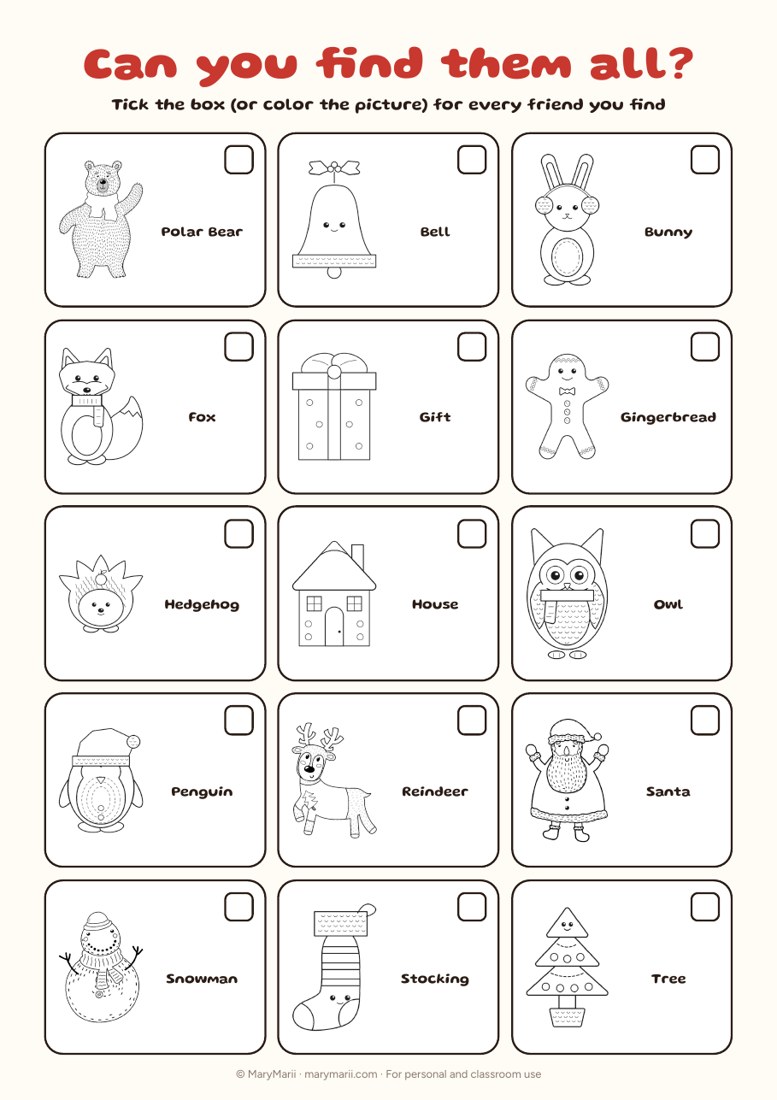 Can you find them all?
Tick the box (or color the picture) for every friend you find
Polar Bear
Bell
Bunny
Fox
Gift
Gingerbread
Hedgehog
House
Owl
Penguin
Reindeer
Santa
Snowman
Stocking
Tree
© MaryMarii · marymarii.com · For personal and classroom use